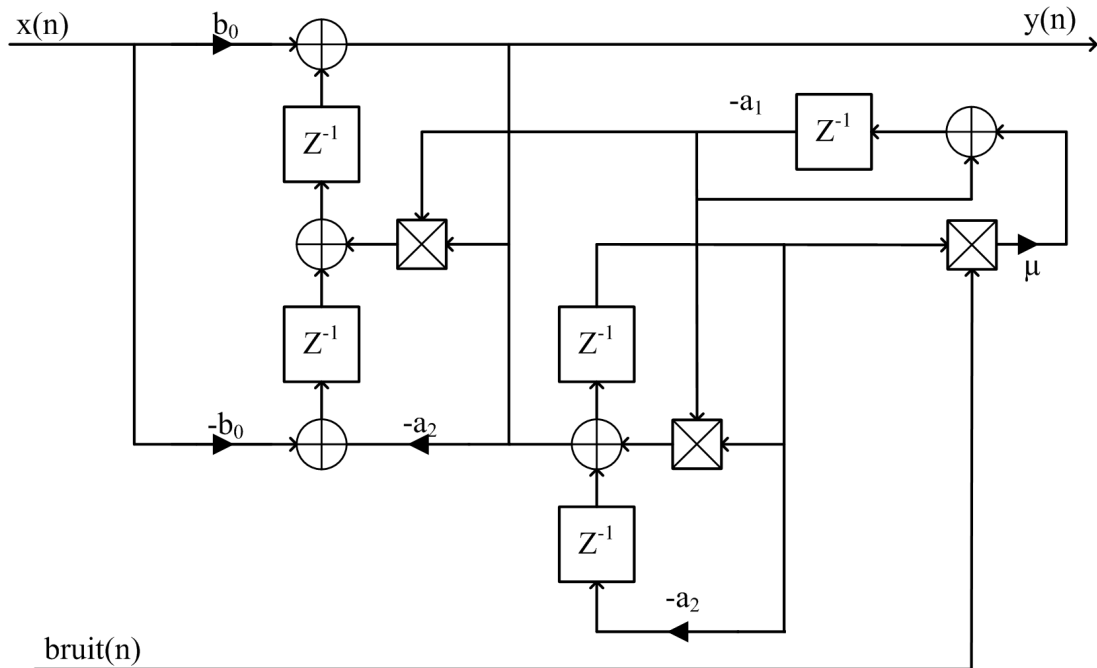 x(n)
b₀
y(n)
Z⁻¹
-a₁
Z⁻¹
Z⁻¹
Z⁻¹
μ
-b₀
-a₂
Z⁻¹
-a₂
bruit(n)